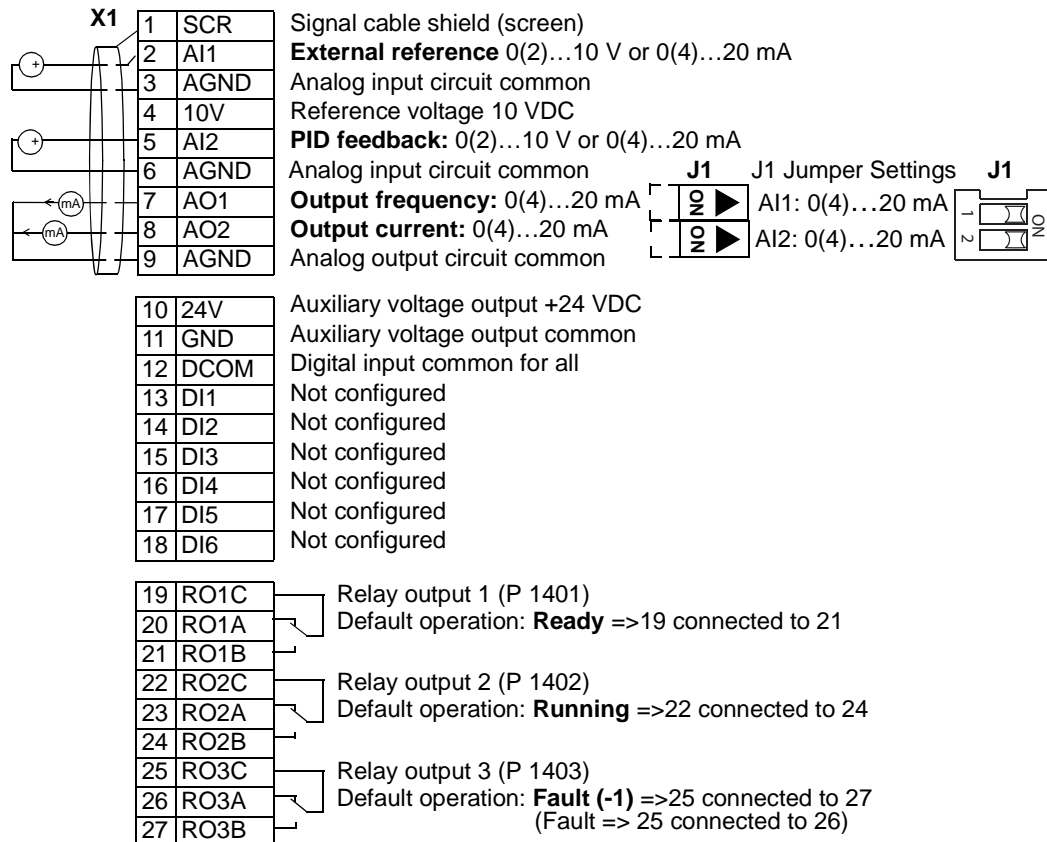 X1
1 SCR Signal cable shield (screen)
2 AI1 External reference 0(2)…10 V or 0(4)…20 mA
3 AGND Analog input circuit common
4 10V Reference voltage 10 VDC
5 AI2 PID feedback: 0(2)…10 V or 0(4)…20 mA
6 AGND Analog input circuit common J1 J1 Jumper Settings J1
7 AO1 Output frequency: 0(4)…20 mA ON AI1: 0(4)…20 mA 1 ON
8 AO2 Output current: 0(4)…20 mA ON AI2: 0(4)…20 mA 2
9 AGND Analog output circuit common
+
+
mA
mA
10 24V Auxiliary voltage output +24 VDC
11 GND Auxiliary voltage output common
12 DCOM Digital input common for all
13 DI1 Not configured
14 DI2 Not configured
15 DI3 Not configured
16 DI4 Not configured
17 DI5 Not configured
18 DI6 Not configured
19 RO1C Relay output 1 (P 1401)
20 RO1A Default operation: Ready =>19 connected to 21
21 RO1B
22 RO2C Relay output 2 (P 1402)
23 RO2A Default operation: Running =>22 connected to 24
24 RO2B
25 RO3C Relay output 3 (P 1403)
26 RO3A Default operation: Fault (-1) =>25 connected to 27
27 RO3B (Fault => 25 connected to 26)